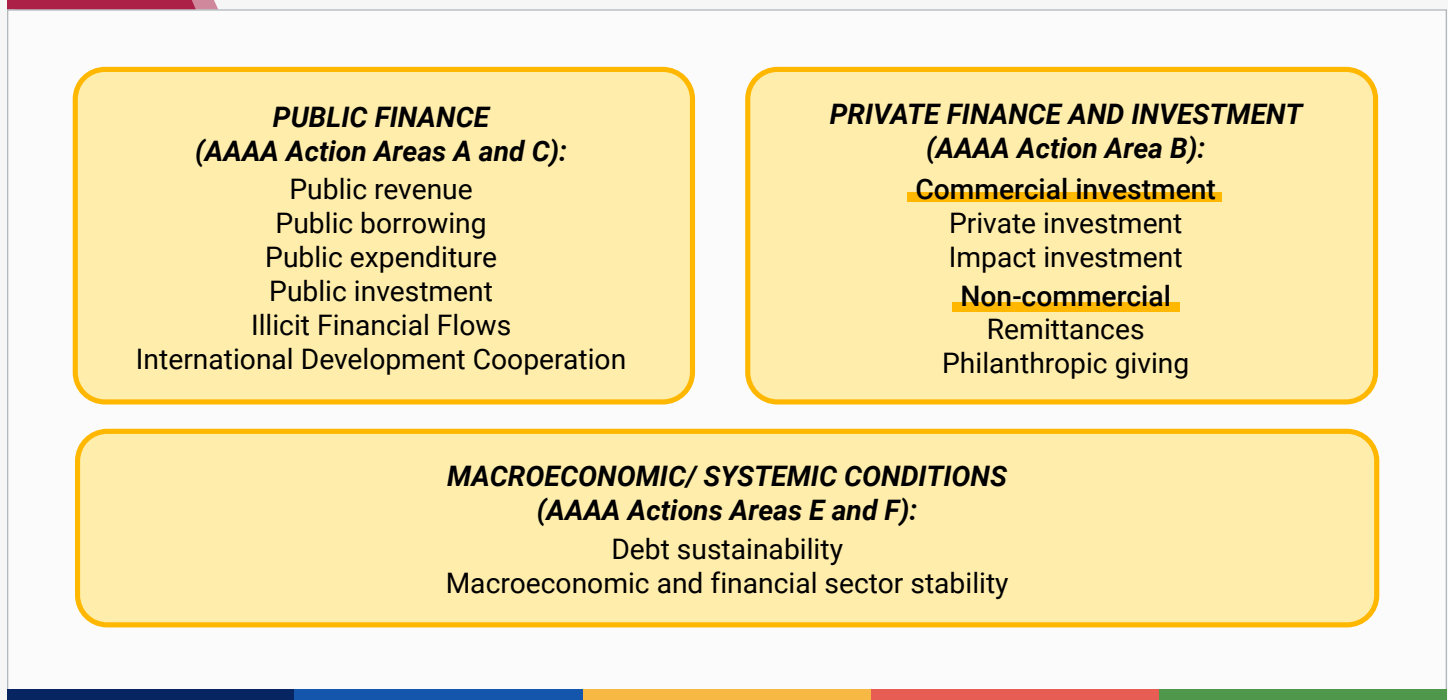 PUBLIC FINANCE
(AAAA Action Areas A and C):
Public revenue
Public borrowing
Public expenditure
Public investment
Illicit Financial Flows
International Development Cooperation
PRIVATE FINANCE AND INVESTMENT
(AAAA Action Area B):
Commercial investment
Private investment
Impact investment
Non-commercial
Remittances
Philanthropic giving
MACROECONOMIC/ SYSTEMIC CONDITIONS
(AAAA Actions Areas E and F):
Debt sustainability
Macroeconomic and financial sector stability